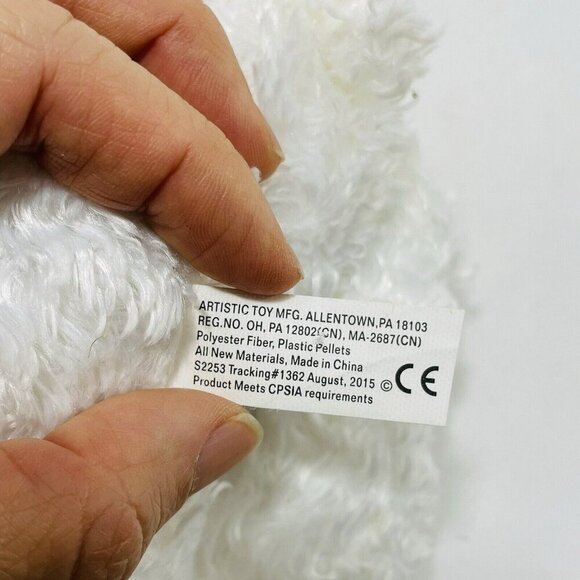 ARTISTIC TOY MFG. ALLENTOWN,PA 18103
REG.NO. OH, PA 12802(CN), MA-2687(CN)
Polyester Fiber, Plastic Pellets
All New Materials, Made in China
S2253 Tracking#1362 August, 2015 © CE
Product Meets CPSIA requirements